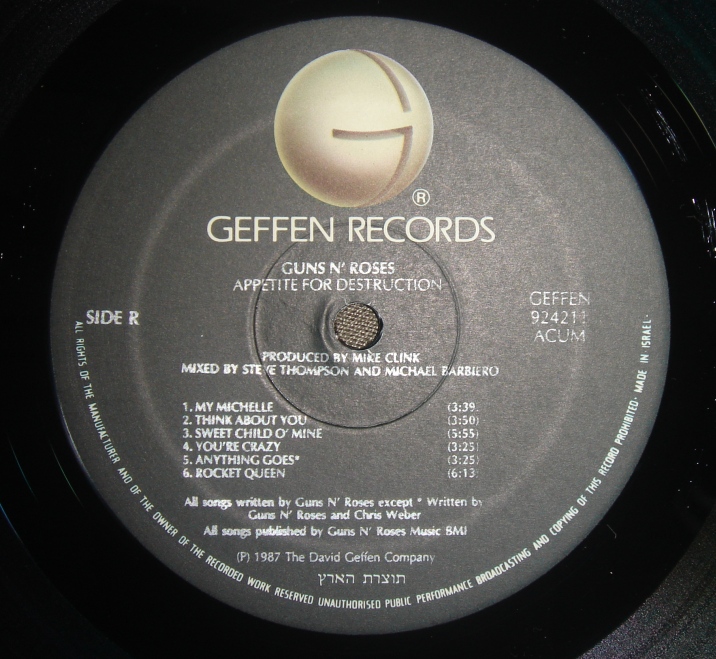 ®
GEFFEN RECORDS
GUNS N' ROSES
APPETITE FOR DESTRUCTION
SIDE R
GEFFEN
924211
ACUM
PRODUCED BY MIKE CLINK
MIXED BY STEVE THOMPSON AND MICHAEL BARBIERO
1. MY MICHELLE (3:39)
2. THINK ABOUT YOU (3:50)
3. SWEET CHILD O' MINE (5:55)
4. YOU'RE CRAZY (3:25)
5. ANYTHING GOES* (3:25)
6. ROCKET QUEEN (6:13)
All songs written by Guns N' Roses except * Written by
Guns N' Roses and Chris Weber
All songs published by Guns N' Roses Music BMI
(P) 1987 The David Geffen Company
תוצרת הארץ
ALL RIGHTS OF THE MANUFACTURER AND OF THE OWNER OF THE RECORDED WORK RESERVED UNAUTHORISED PUBLIC PERFORMANCE BROADCASTING AND COPYING OF THIS RECORD PROHIBITED· MADE IN ISRAEL·